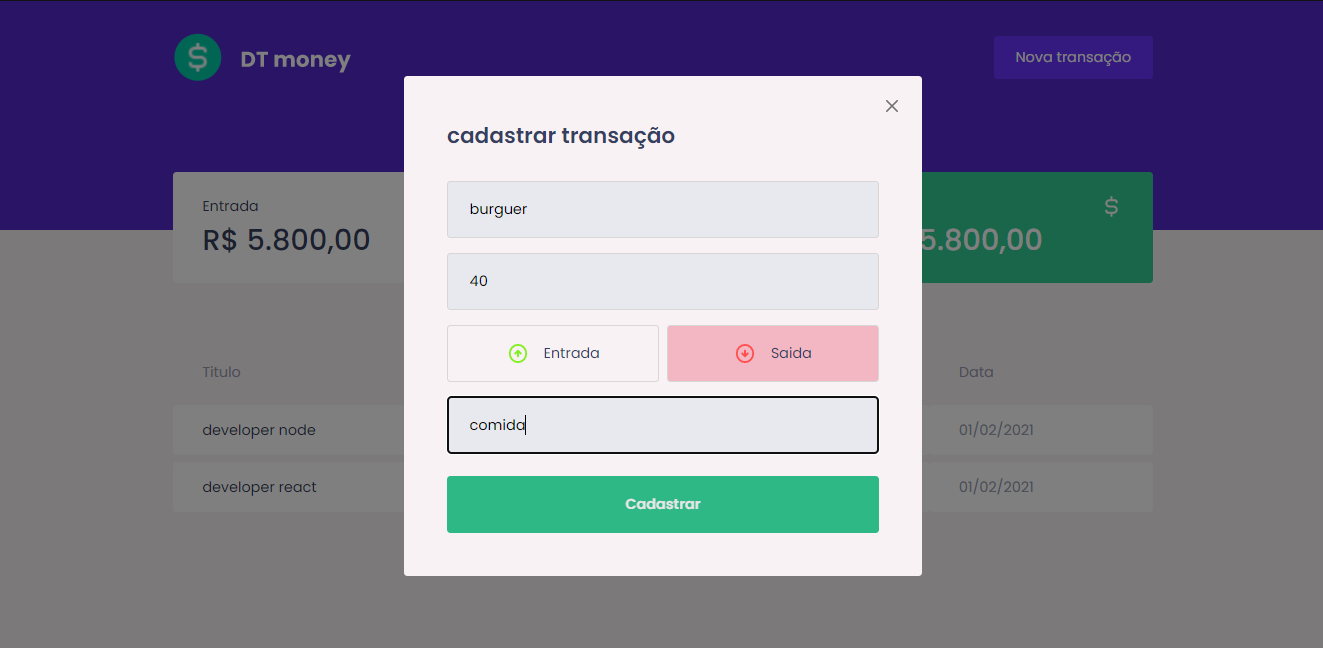 DT money
Nova transação
cadastrar transação
burguer
40
Entrada
Saida
comida
Cadastrar
Entrada
R$ 5.800,00
$
5.800,00
Titulo
Data
developer node
01/02/2021
developer react
01/02/2021